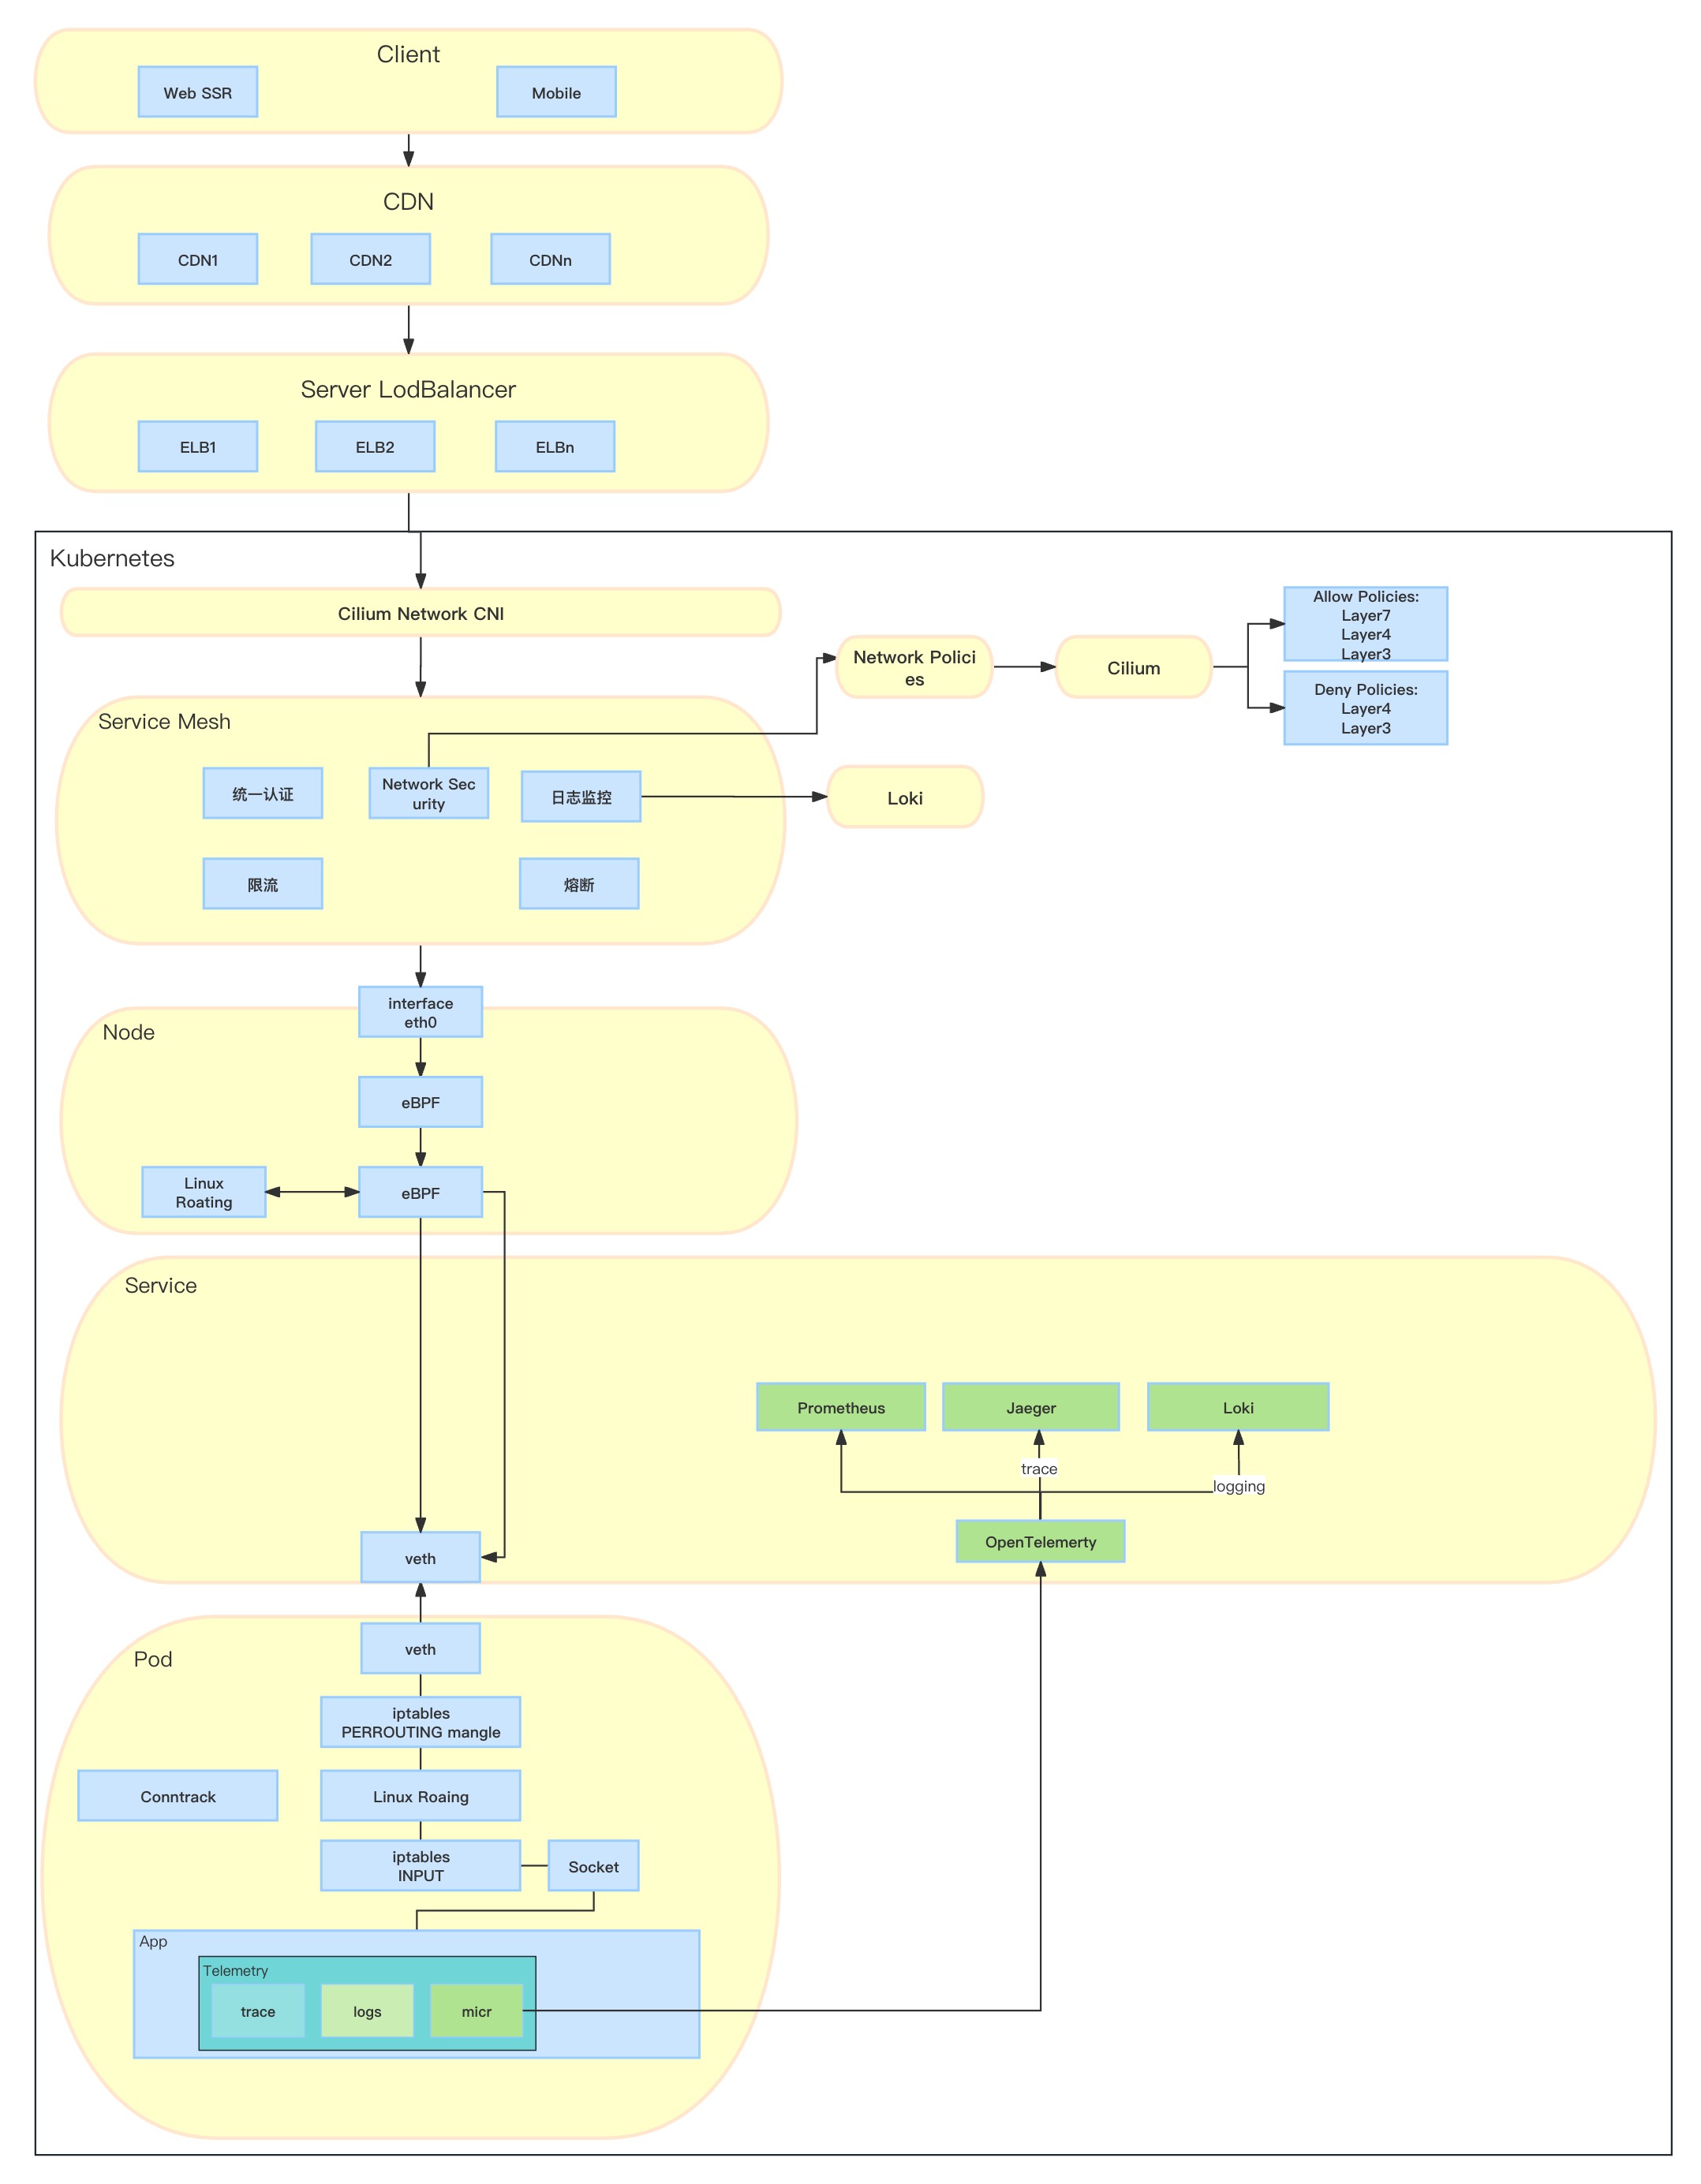 Client
Web SSR
Mobile
CDN
CDN1
CDN2
CDNn
Server LodBalancer
ELB1
ELB2
ELBn
Kubernetes
Cilium Network CNI
Network Polici
es
Cilium
Allow Policies:
Layer7
Layer4
Layer3
Deny Policies:
Layer4
Layer3
Service Mesh
统一认证
Network Sec
urity
日志监控
Loki
限流
熔断
interface
eth0
Node
eBPF
Linux
Roating
eBPF
Service
Prometheus
Jaeger
Loki
trace
logging
OpenTelemerty
veth
veth
Pod
iptables
PERROUTING mangle
Conntrack
Linux Roaing
iptables
INPUT
Socket
App
Telemetry
trace
logs
micr